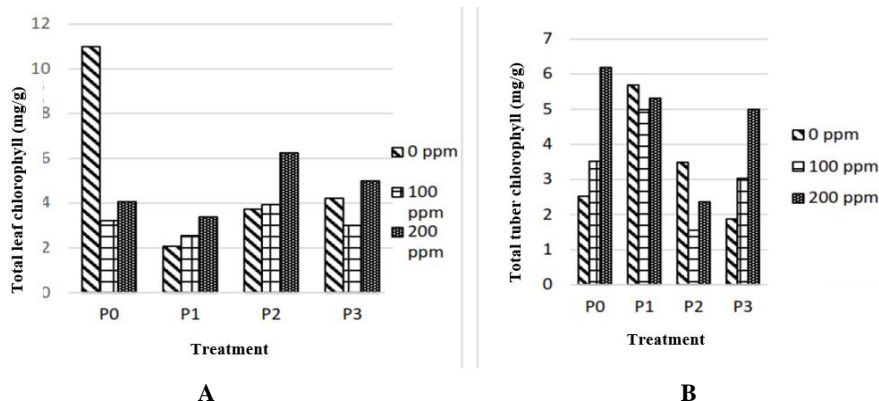 Total leaf chlorophyll (mg/g)
12
10
8
6
4
2
0
P0 P1 P2 P3
Treatment
0 ppm
100
ppm
200
ppm
A
Total tuber chlorophyll (mg/g)
7
6
5
4
3
2
1
0
P0 P1 P2 P3
Treatment
0 ppm
100 ppm
200 ppm
B